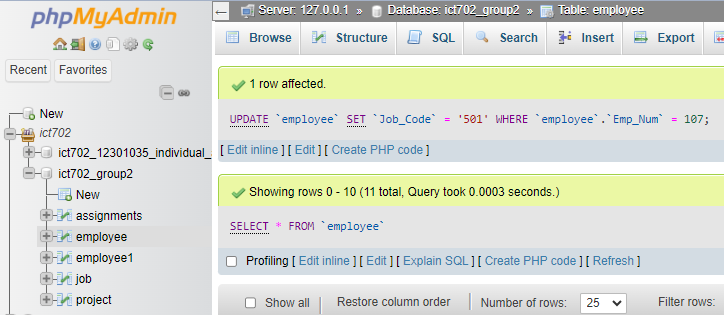 phpMyAdmin
Recent Favorites
New
ict702
ict702_12301035_individual_
ict702_group2
New
assignments
employee
employee1
job
project
Server: 127.0.0.1 » Database: ict702_group2 » Table: employee
Browse Structure SQL Search Insert Export
1 row affected.
UPDATE `employee` SET `Job_Code` = '501' WHERE `employee`.`Emp_Num` = 107;
[ Edit inline ] [ Edit ] [ Create PHP code ]
Showing rows 0 - 10 (11 total, Query took 0.0003 seconds.)
SELECT * FROM `employee`
Profiling [ Edit inline ] [ Edit ] [ Explain SQL ] [ Create PHP code ] [ Refresh ]
Show all Restore column order Number of rows: 25 Filter rows: